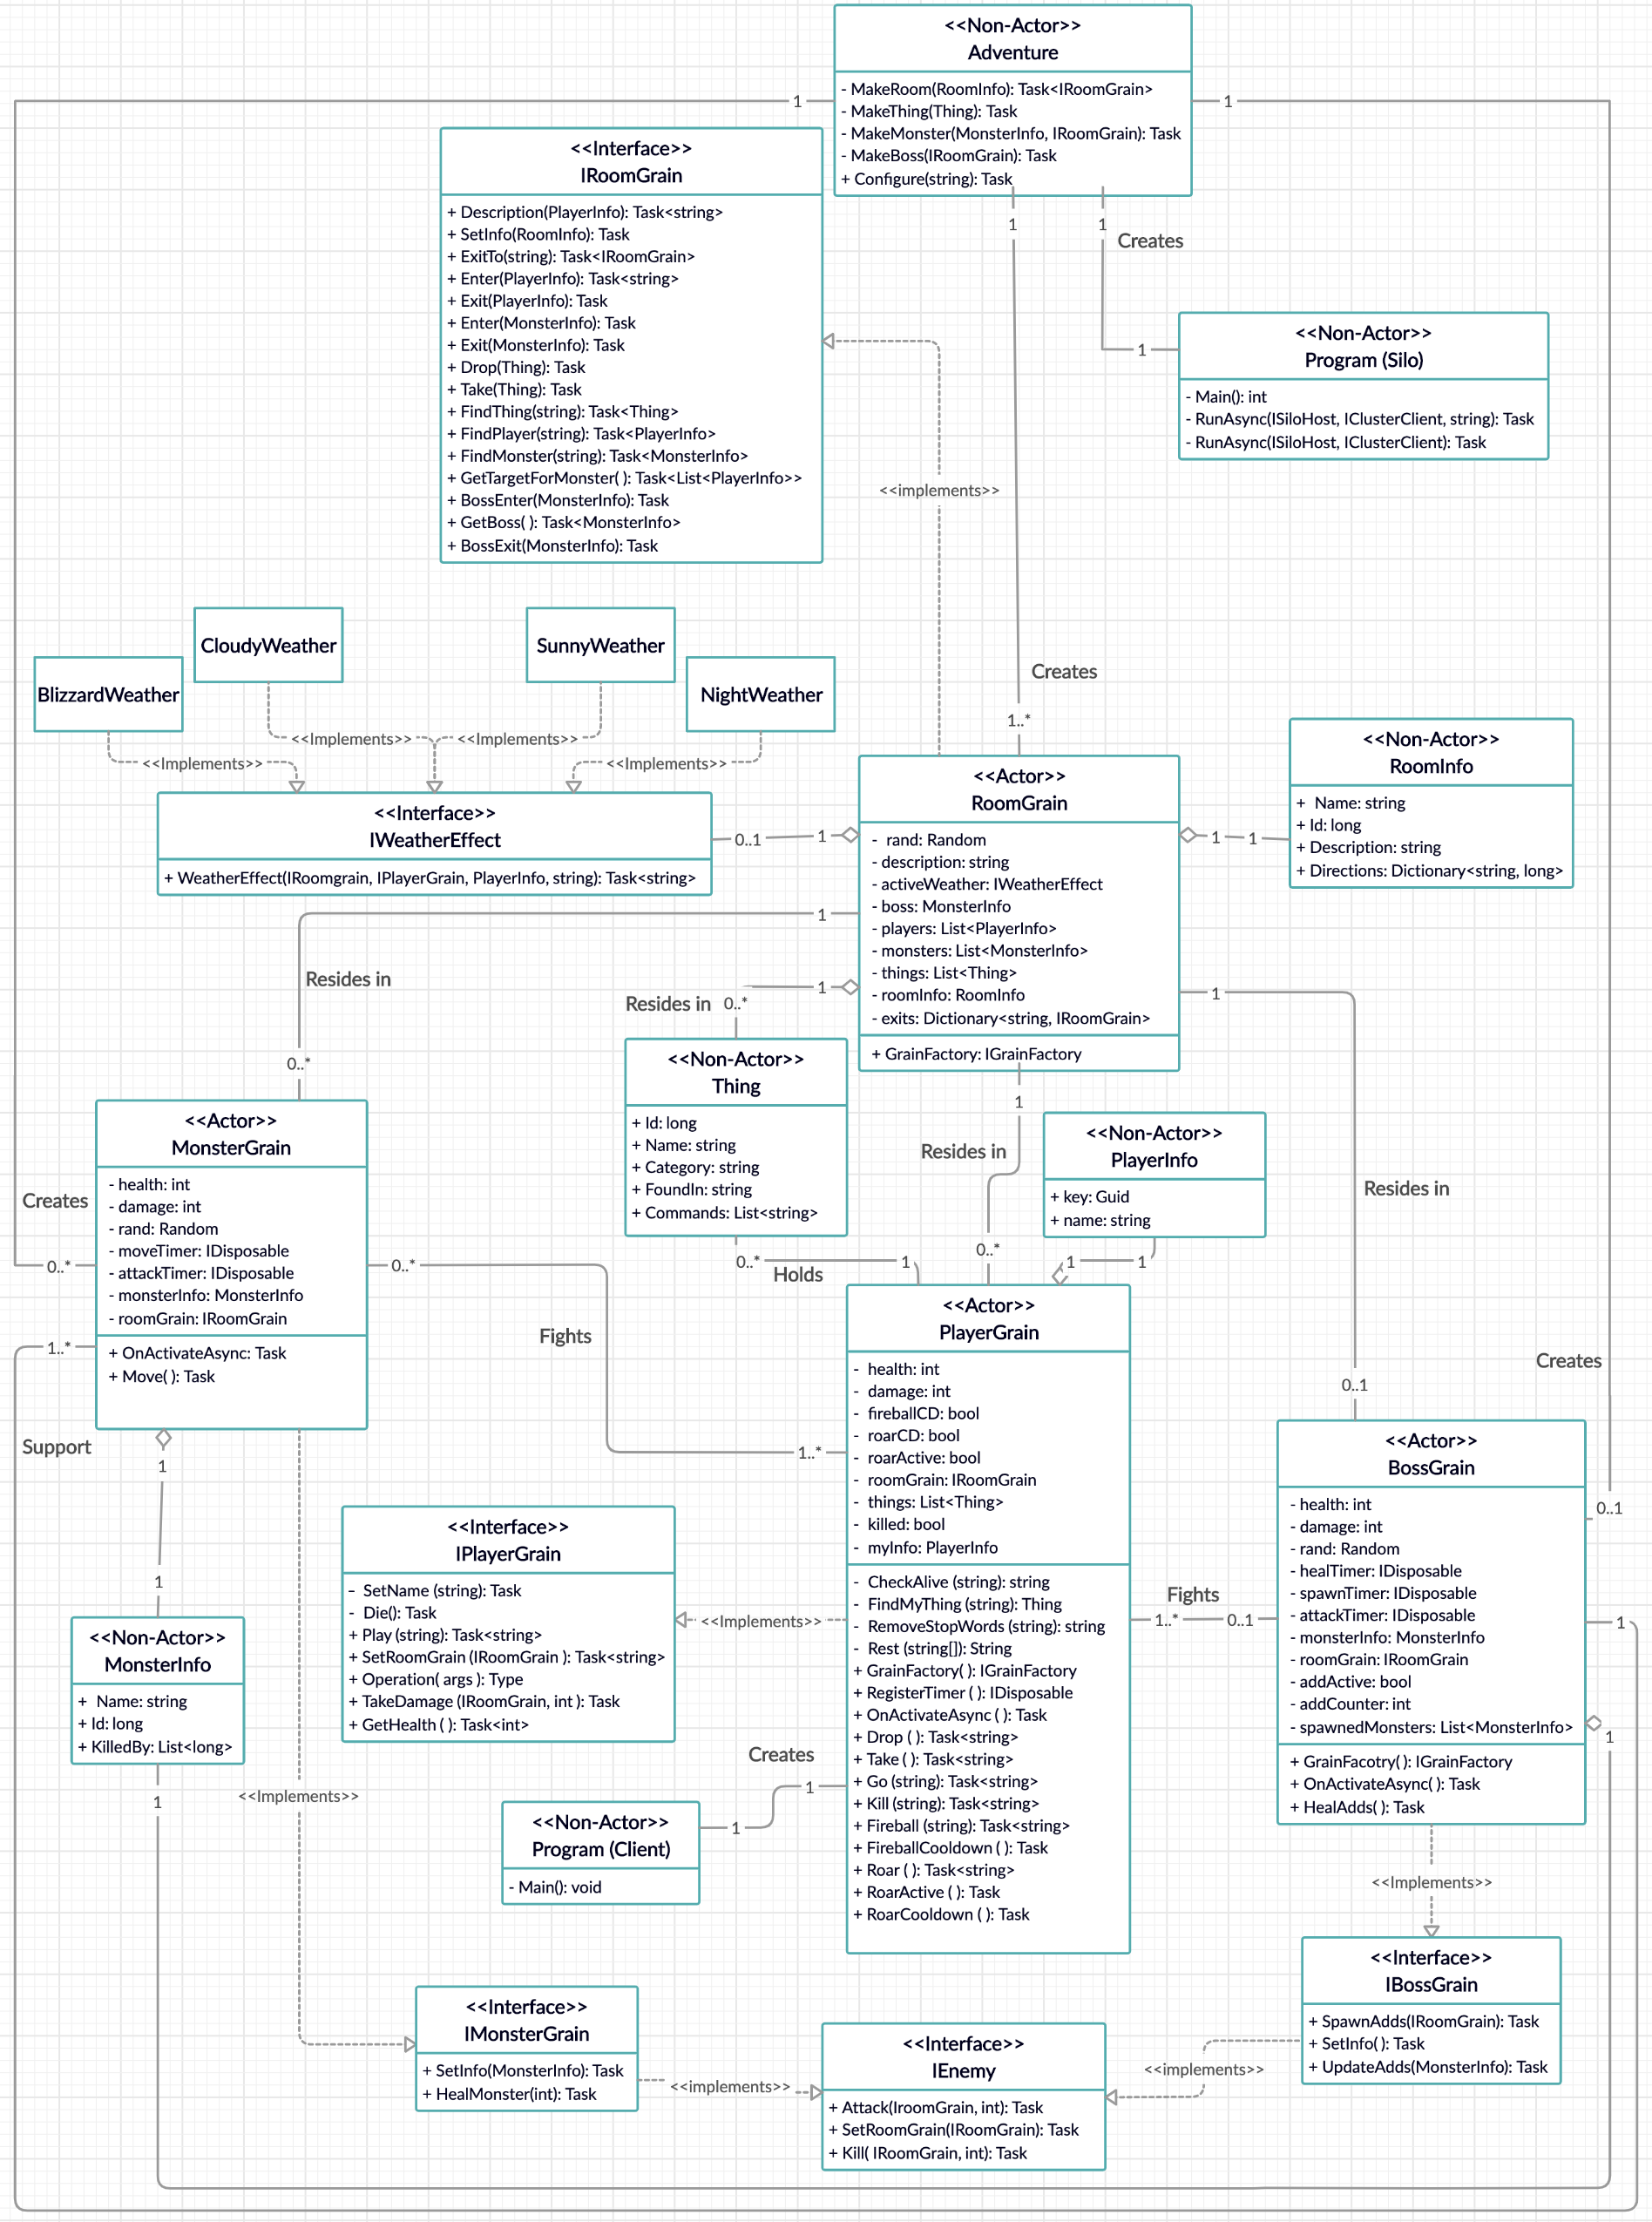 <<Non-Actor>>
Adventure
- MakeRoom(RoomInfo): Task<IRoomGrain>
- MakeThing(Thing): Task
- MakeMonster(MonsterInfo, IRoomGrain): Task
- MakeBoss(IRoomGrain): Task
+ Configure(string): Task
1
1
1
1
Creates
<<Interface>>
IRoomGrain
+ Description(PlayerInfo): Task<string>
+ SetInfo(RoomInfo): Task
+ ExitTo(string): Task<IRoomGrain>
+ Enter(PlayerInfo): Task<string>
+ Exit(PlayerInfo): Task
+ Enter(MonsterInfo): Task
+ Exit(MonsterInfo): Task
+ Drop(Thing): Task
+ Take(Thing): Task
+ FindThing(string): Task<Thing>
+ FindPlayer(string): Task<PlayerInfo>
+ FindMonster(string): Task<MonsterInfo>
+ GetTargetForMonster( ): Task<List<PlayerInfo>>
+ BossEnter(MonsterInfo): Task
+ GetBoss( ): Task<MonsterInfo>
+ BossExit(MonsterInfo): Task
1
<<Non-Actor>>
Program (Silo)
- Main(): int
- RunAsync(ISiloHost, IClusterClient, string): Task
- RunAsync(ISiloHost, IClusterClient): Task
<<implements>>
Creates
1..*
BlizzardWeather
CloudyWeather
SunnyWeather
NightWeather
<<Implements>>
<<Implements>>
<<Implements>>
<<Implements>>
<<Interface>>
IWeatherEffect
+ WeatherEffect(IRoomgrain, IPlayerGrain, PlayerInfo, string): Task<string>
0..1
1
<<Actor>>
RoomGrain
- rand: Random
- description: string
- activeWeather: IWeatherEffect
- boss: MonsterInfo
- players: List<PlayerInfo>
- monsters: List<MonsterInfo>
- things: List<Thing>
- roomInfo: RoomInfo
- exits: Dictionary<string, IRoomGrain>
+ GrainFactory: IGrainFactory
1
1
<<Non-Actor>>
RoomInfo
+ Name: string
+ Id: long
+ Description: string
+ Directions: Dictionary<string, long>
1
Resides in
0..*
1
Resides in
0..*
1
Resides in
0..1
<<Non-Actor>>
Thing
+ Id: long
+ Name: string
+ Category: string
+ FoundIn: string
+ Commands: List<string>
1
Resides in
0..*
<<Non-Actor>>
PlayerInfo
+ key: Guid
+ name: string
1
1
0..*
1
Holds
<<Actor>>
MonsterGrain
- health: int
- damage: int
- rand: Random
- moveTimer: IDisposable
- attackTimer: IDisposable
- monsterInfo: MonsterInfo
- roomGrain: IRoomGrain
+ OnActivateAsync: Task
+ Move( ): Task
Creates
0..*
1..*
Support
0..*
Fights
1..*
<<Actor>>
PlayerGrain
- health: int
- damage: int
- fireballCD: bool
- roarCD: bool
- roarActive: bool
- roomGrain: IRoomGrain
- things: List<Thing>
- killed: bool
- myInfo: PlayerInfo
- CheckAlive (string): string
- FindMyThing (string): Thing
- RemoveStopWords (string): string
- Rest (string[]): String
+ GrainFactory( ): IGrainFactory
+ RegisterTimer ( ): IDisposable
+ OnActivateAsync ( ): Task
+ Drop ( ): Task<string>
+ Take ( ): Task<string>
+ Go (string): Task<string>
+ Kill (string): Task<string>
+ Fireball (string): Task<string>
+ FireballCooldown ( ): Task
+ Roar ( ): Task<string>
+ RoarActive ( ): Task
+ RoarCooldown ( ): Task
Creates
0..1
<<Actor>>
BossGrain
- health: int
- damage: int
- rand: Random
- healTimer: IDisposable
- spawnTimer: IDisposable
- attackTimer: IDisposable
- monsterInfo: MonsterInfo
- roomGrain: IRoomGrain
- addActive: bool
- addCounter: int
- spawnedMonsters: List<MonsterInfo>
+ GrainFacotry( ): IGrainFactory
+ OnActivateAsync( ): Task
+ HealAdds( ): Task
Fights
1..*
0..1
1
1
1
1
<<Non-Actor>>
MonsterInfo
+ Name: string
+ Id: long
+ KilledBy: List<long>
1
<<Interface>>
IPlayerGrain
- SetName (string): Task
- Die(): Task
+ Play (string): Task<string>
+ SetRoomGrain (IRoomGrain ): Task<string>
+ Operation( args ): Type
+ TakeDamage (IRoomGrain, int ): Task
+ GetHealth ( ): Task<int>
<<Implements>>
<<Implements>>
Creates
1
1
<<Non-Actor>>
Program (Client)
- Main(): void
<<Implements>>
<<Interface>>
IBossGrain
+ SpawnAdds(IRoomGrain): Task
+ SetInfo( ): Task
+ UpdateAdds(MonsterInfo): Task
<<Interface>>
IMonsterGrain
+ SetInfo(MonsterInfo): Task
+ HealMonster(int): Task
<<implements>>
<<Interface>>
IEnemy
+ Attack(IroomGrain, int): Task
+ SetRoomGrain(IRoomGrain): Task
+ Kill( IRoomGrain, int): Task
<<implements>>